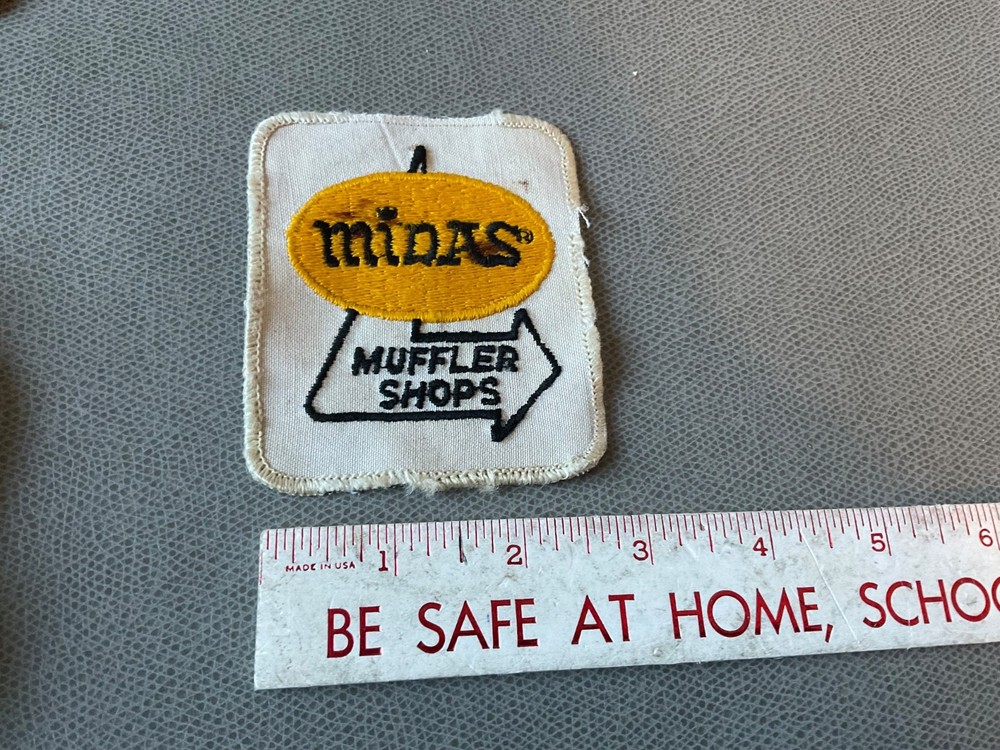 MiDAS®
MUFFLER
SHOPS
1 2 3 4 5 6
MADE IN USA
BE SAFE AT HOME, SCHOO